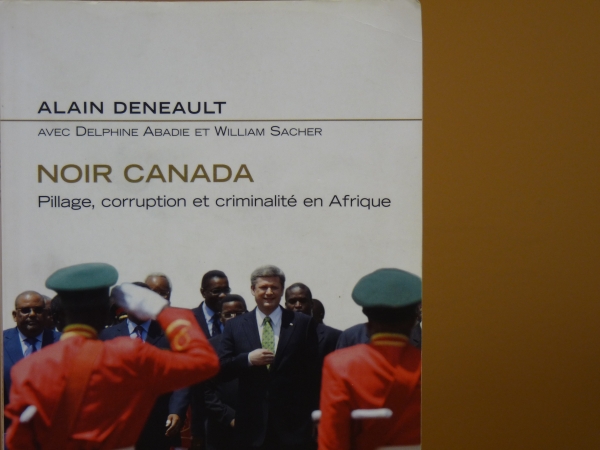 ALAIN DENEAULT
AVEC DELPHINE ABADIE ET WILLIAM SACHER
NOIR CANADA
Pillage, corruption et criminalité en Afrique